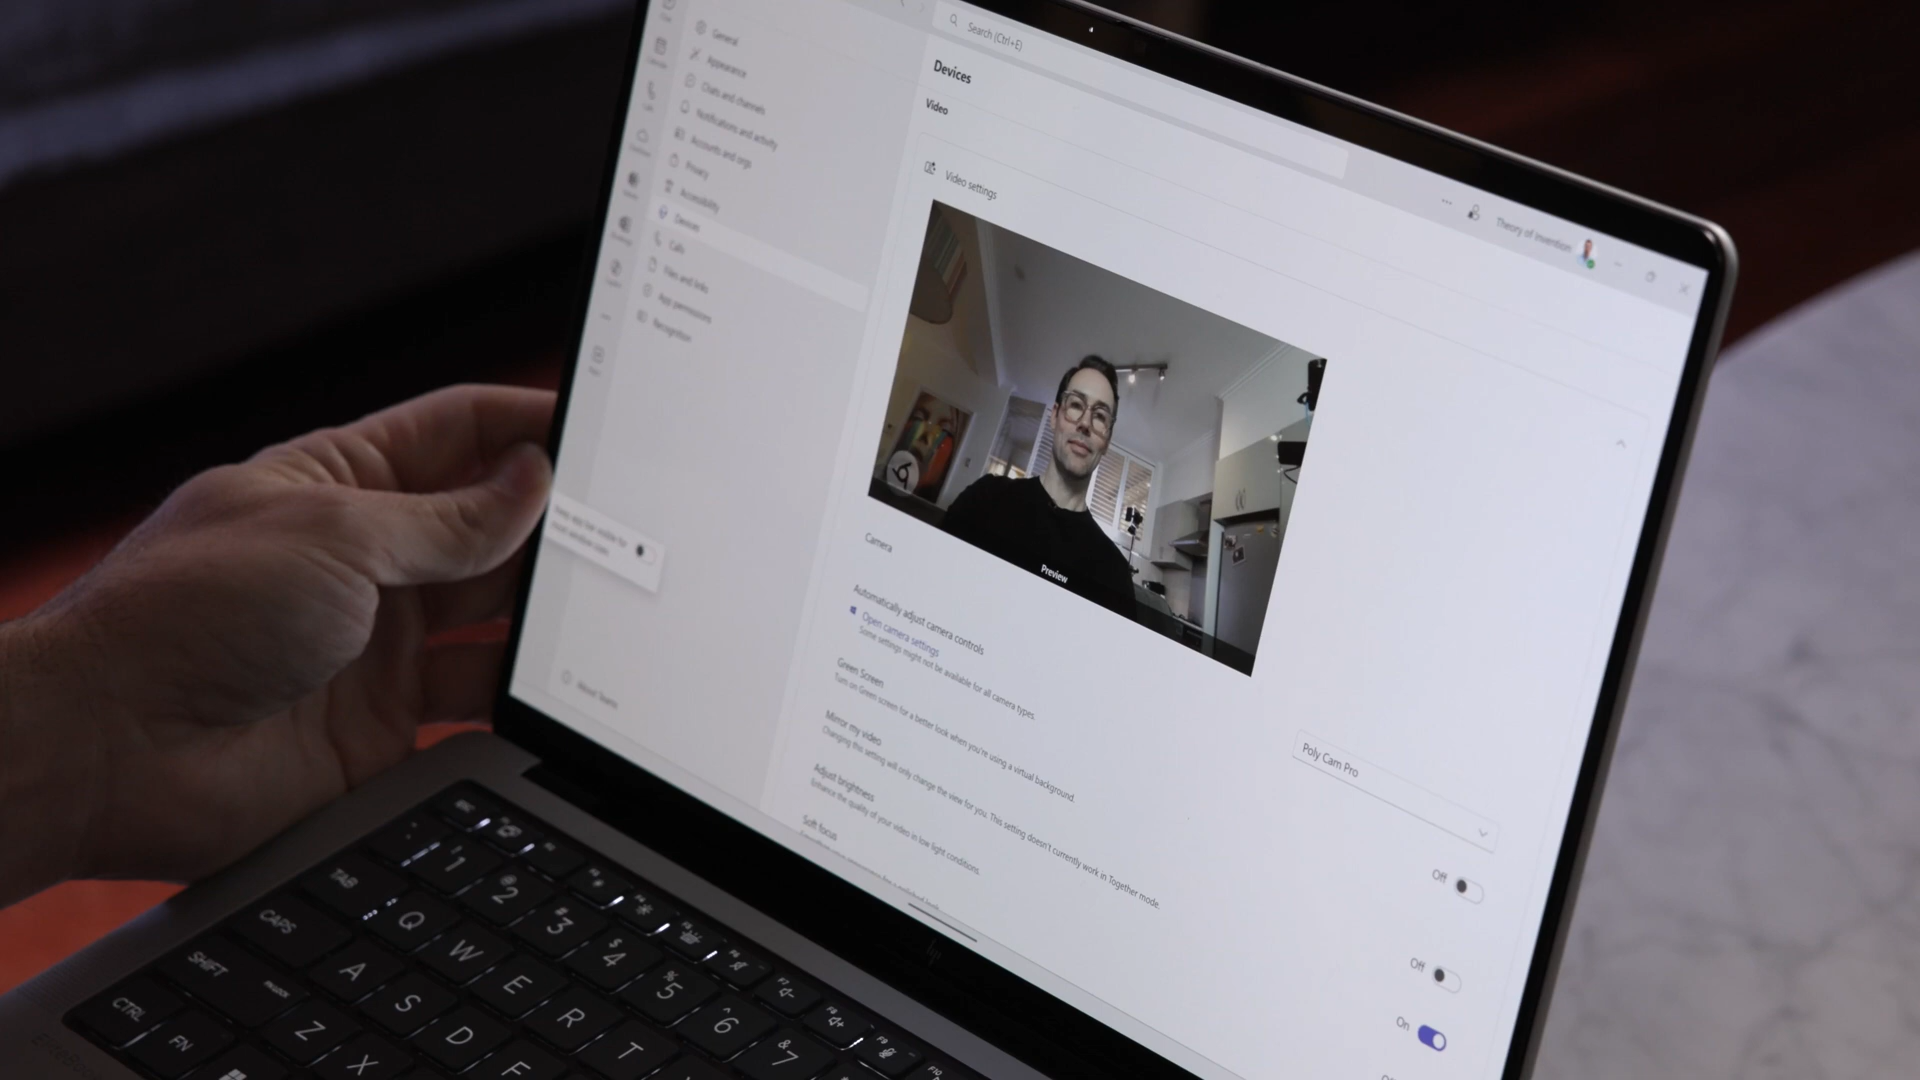 Search (Ctrl+E)
Theory of Invention
General
Appearance
Chats and channels
Notifications and activity
Accounts and orgs
Privacy
Accessibility
Devices
Calls
Files and links
App permissions
Recognition
About Teams
Devices
Video
Video settings
Preview
Camera
Poly Cam Pro
Automatically adjust camera controls
Off
Open camera settings
Some settings might not be available for all camera types.
Green Screen
Off
Turn on Green screen for a better look when you're using a virtual background.
Mirror my video
On
Changing this setting will only change the view for you. This setting doesn't currently work in Together mode.
Adjust brightness
Enhance the quality of your video in low light conditions.
Soft focus
hp
esc
1 2 3 4 5 6 7
@ # $ % ^ &
TAB Q W E R T
CAPS A S D F
SHIFT Z X
FN LOCK
CTRL FN
EliteBook